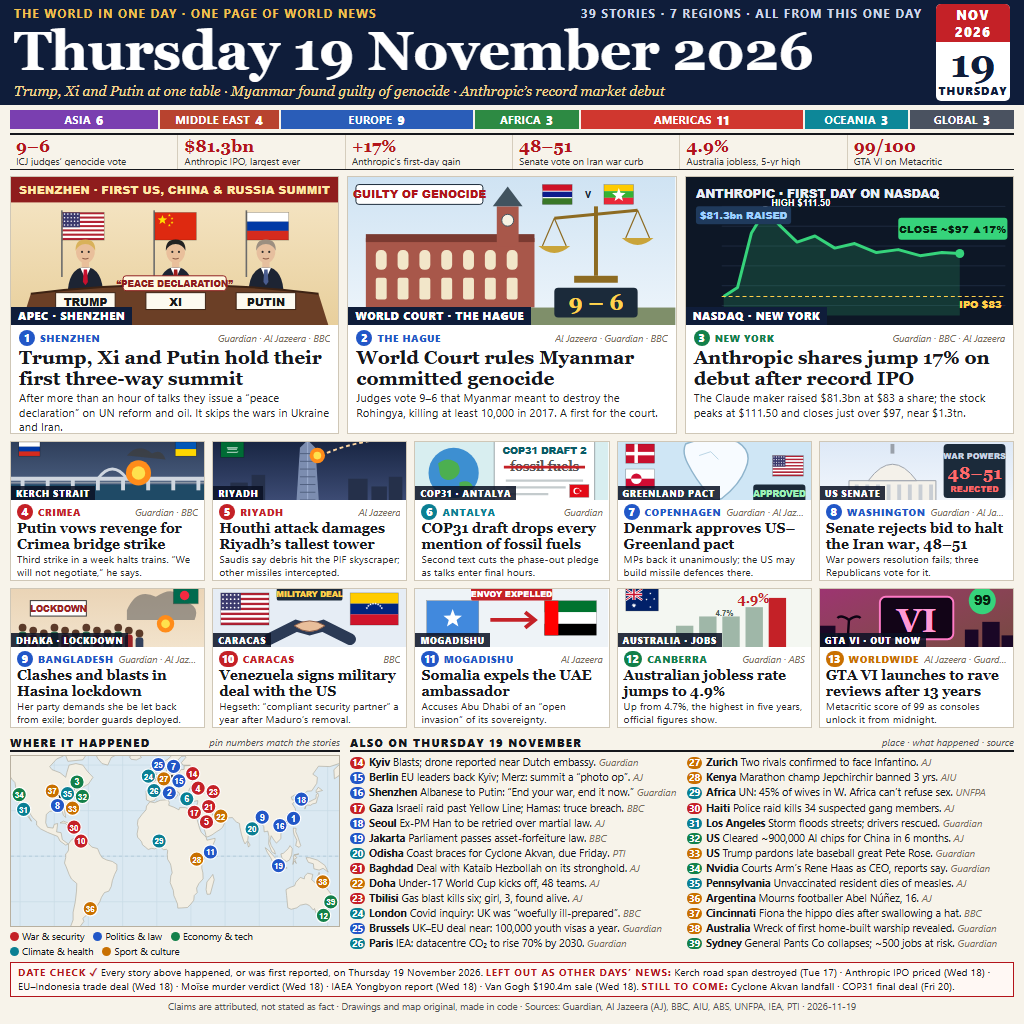 THE WORLD IN ONE DAY · ONE PAGE OF WORLD NEWS
39 STORIES · 7 REGIONS · ALL FROM THIS ONE DAY
Thursday 19 November 2026
Trump, Xi and Putin at one table · Myanmar found guilty of genocide · Anthropic's record market debut
NOV
2026
19
THURSDAY
ASIA 6
MIDDLE EAST 4
EUROPE 9
AFRICA 3
AMERICAS 11
OCEANIA 3
GLOBAL 3
9–6
ICJ judges' genocide vote
$81.3bn
Anthropic IPO, largest ever
+17%
Anthropic's first-day gain
48–51
Senate vote on Iran war curb
4.9%
Australia jobless, 5-yr high
99/100
GTA VI on Metacritic
SHENZHEN · FIRST US, CHINA & RUSSIA SUMMIT
"PEACE DECLARATION"
TRUMP
XI
PUTIN
APEC · SHENZHEN
1 SHENZHEN
Guardian · Al Jazeera · BBC
Trump, Xi and Putin hold their
first three-way summit
After more than an hour of talks they issue a "peace
declaration" on UN reform and oil. It skips the wars in Ukraine
and Iran.
GUILTY OF GENOCIDE
V
9 – 6
WORLD COURT · THE HAGUE
2 THE HAGUE
Al Jazeera · Guardian · BBC
World Court rules Myanmar
committed genocide
Judges vote 9–6 that Myanmar meant to destroy the
Rohingya, killing at least 10,000 in 2017. A first for the court.
ANTHROPIC · FIRST DAY ON NASDAQ
HIGH $111.50
$81.3bn RAISED
CLOSE ~$97 ▲17%
IPO $83
NASDAQ · NEW YORK
3 NEW YORK
Guardian · BBC · Al Jazeera
Anthropic shares jump 17% on
debut after record IPO
The Claude maker raised $81.3bn at $83 a share; the stock
peaks at $111.50 and closes just over $97, near $1.3tn.
KERCH STRAIT
4 CRIMEA
Guardian · BBC
Putin vows revenge for
Crimea bridge strike
Third strike in a week halts trains. "We
will not negotiate," he says.
RIYADH
5 RIYADH
Al Jazeera
Houthi attack damages
Riyadh's tallest tower
Saudis say debris hit the PIF skyscraper;
other missiles intercepted.
COP31 DRAFT 2
fossil fuels
COP31 · ANTALYA
6 ANTALYA
Guardian
COP31 draft drops every
mention of fossil fuels
Second text cuts the phase-out pledge
as talks enter final hours.
GREENLAND PACT
APPROVED
7 COPENHAGEN
Guardian · Al Jaz…
Denmark approves US–
Greenland pact
MPs back it unanimously; the US may
build missile defences there.
WAR POWERS
48–51
REJECTED
US SENATE
8 WASHINGTON
Guardian · Al Ja…
Senate rejects bid to halt
the Iran war, 48–51
War powers resolution fails; three
Republicans vote for it.
LOCKDOWN
DHAKA · LOCKDOWN
9 BANGLADESH
Guardian · Al Jaz…
Clashes and blasts in
Hasina lockdown
Her party demands she be let back
from exile; border guards deployed.
MILITARY DEAL
CARACAS
10 CARACAS
BBC
Venezuela signs military
deal with the US
Hegseth: "compliant security partner" a
year after Maduro's removal.
ENVOY EXPELLED
MOGADISHU
11 MOGADISHU
Al Jazeera
Somalia expels the UAE
ambassador
Accuses Abu Dhabi of an "open
invasion" of its sovereignty.
4.7%
4.9%
AUSTRALIA · JOBS
12 CANBERRA
Guardian · ABS
Australian jobless rate
jumps to 4.9%
Up from 4.7%, the highest in five years,
official figures show.
VI
99
GTA VI · OUT NOW
13 WORLDWIDE
Al Jazeera · Guard…
GTA VI launches to rave
reviews after 13 years
Metacritic score of 99 as consoles
unlock it from midnight.
WHERE IT HAPPENED
pin numbers match the stories
War & security
Politics & law
Economy & tech
Climate & health
Sport & culture
ALSO ON THURSDAY 19 NOVEMBER
place · what happened · source
14 Kyiv Blasts; drone reported near Dutch embassy. Guardian
15 Berlin EU leaders back Kyiv; Merz: summit a "photo op". AJ
16 Shenzhen Albanese to Putin: "End your war, end it now." Guardian
17 Gaza Israeli raid past Yellow Line; Hamas: truce breach. BBC
18 Seoul Ex-PM Han to be retried over martial law. AJ
19 Jakarta Parliament passes asset-forfeiture law. BBC
20 Odisha Coast braces for Cyclone Akvan, due Friday. PTI
21 Baghdad Deal with Kataib Hezbollah on its stronghold. AJ
22 Doha Under-17 World Cup kicks off, 48 teams. AJ
23 Tbilisi Gas blast kills six; girl, 3, found alive. AJ
24 London Covid inquiry: UK was "woefully ill-prepared". BBC
25 Brussels UK–EU deal near: 100,000 youth visas a year. Guardian
26 Paris IEA: datacentre CO₂ to rise 70% by 2030. Guardian
27 Zurich Two rivals confirmed to face Infantino. AJ
28 Kenya Marathon champ Jepchirchir banned 3 yrs. AIU
29 Africa UN: 45% of wives in W. Africa can't refuse sex. UNFPA
30 Haiti Police raid kills 34 suspected gang members. AJ
31 Los Angeles Storm floods streets; drivers rescued. Guardian
32 US Cleared ~900,000 AI chips for China in 6 months. AJ
33 US Trump pardons late baseball great Pete Rose. Guardian
34 Nvidia Courts Arm's Rene Haas as CEO, reports say. Guardian
35 Pennsylvania Unvaccinated resident dies of measles. AJ
36 Argentina Mourns footballer Abel Núñez, 16. AJ
37 Cincinnati Fiona the hippo dies after swallowing a hat. BBC
38 Australia Wreck of first home-built warship revealed. Guardian
39 Sydney General Pants Co collapses; ~500 jobs at risk. Guardian
DATE CHECK ✓ Every story above happened, or was first reported, on Thursday 19 November 2026. LEFT OUT AS OTHER DAYS' NEWS: Kerch road span destroyed (Tue 17) · Anthropic IPO priced (Wed 18) ·
EU–Indonesia trade deal (Wed 18) · Moïse murder verdict (Wed 18) · IAEA Yongbyon report (Wed 18) · Van Gogh $190.4m sale (Wed 18). STILL TO COME: Cyclone Akvan landfall · COP31 final deal (Fri 20).
Claims are attributed, not stated as fact · Drawings and map original, made in code · Sources: Guardian, Al Jazeera (AJ), BBC, AIU, ABS, UNFPA, IEA, PTI · 2026-11-19